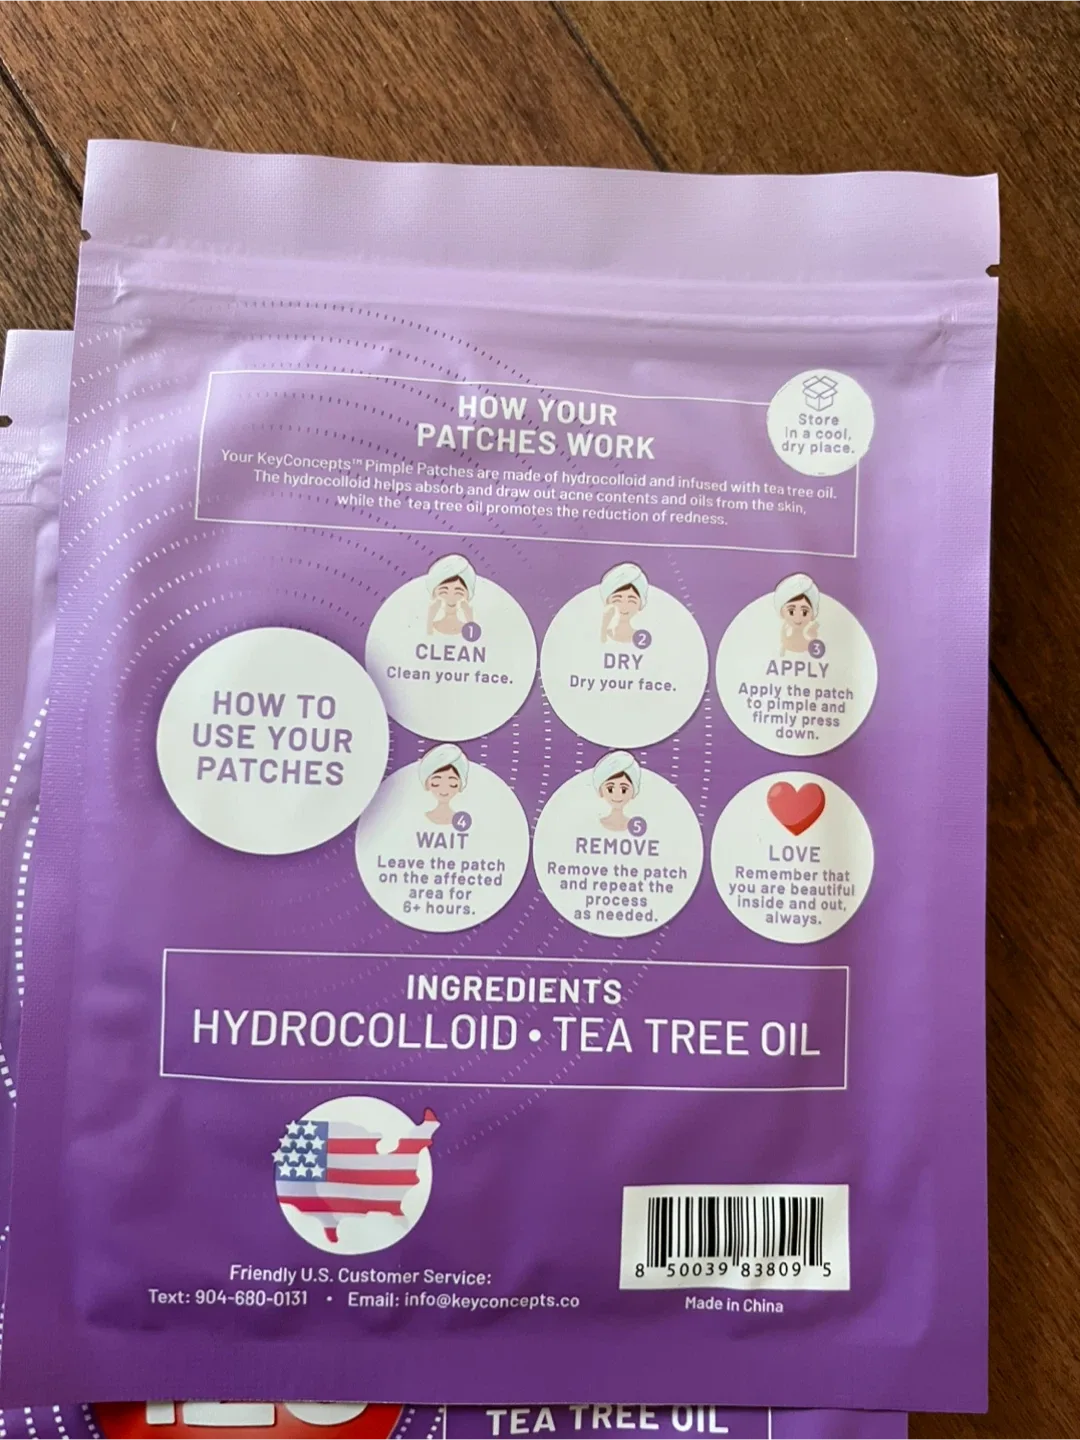 HOW YOUR
PATCHES WORK
Store
in a cool,
dry place.
Your KeyConcepts™ Pimple Patches are made of hydrocolloid and infused with tea tree oil.
The hydrocolloid helps absorb and draw out acne contents and oils from the skin,
while the tea tree oil promotes the reduction of redness.
HOW TO
USE YOUR
PATCHES
1
CLEAN
Clean your face.
2
DRY
Dry your face.
3
APPLY
Apply the patch
to pimple and
firmly press
down.
4
WAIT
Leave the patch
on the affected
area for
6+ hours.
5
REMOVE
Remove the patch
and repeat the
process
as needed.
LOVE
Remember that
you are beautiful
inside and out,
always.
INGREDIENTS
HYDROCOLLOID • TEA TREE OIL
Friendly U.S. Customer Service:
Text: 904-680-0131 • Email: info@keyconcepts.co
8 50039 83809 5
Made in China
TEA TREE OIL